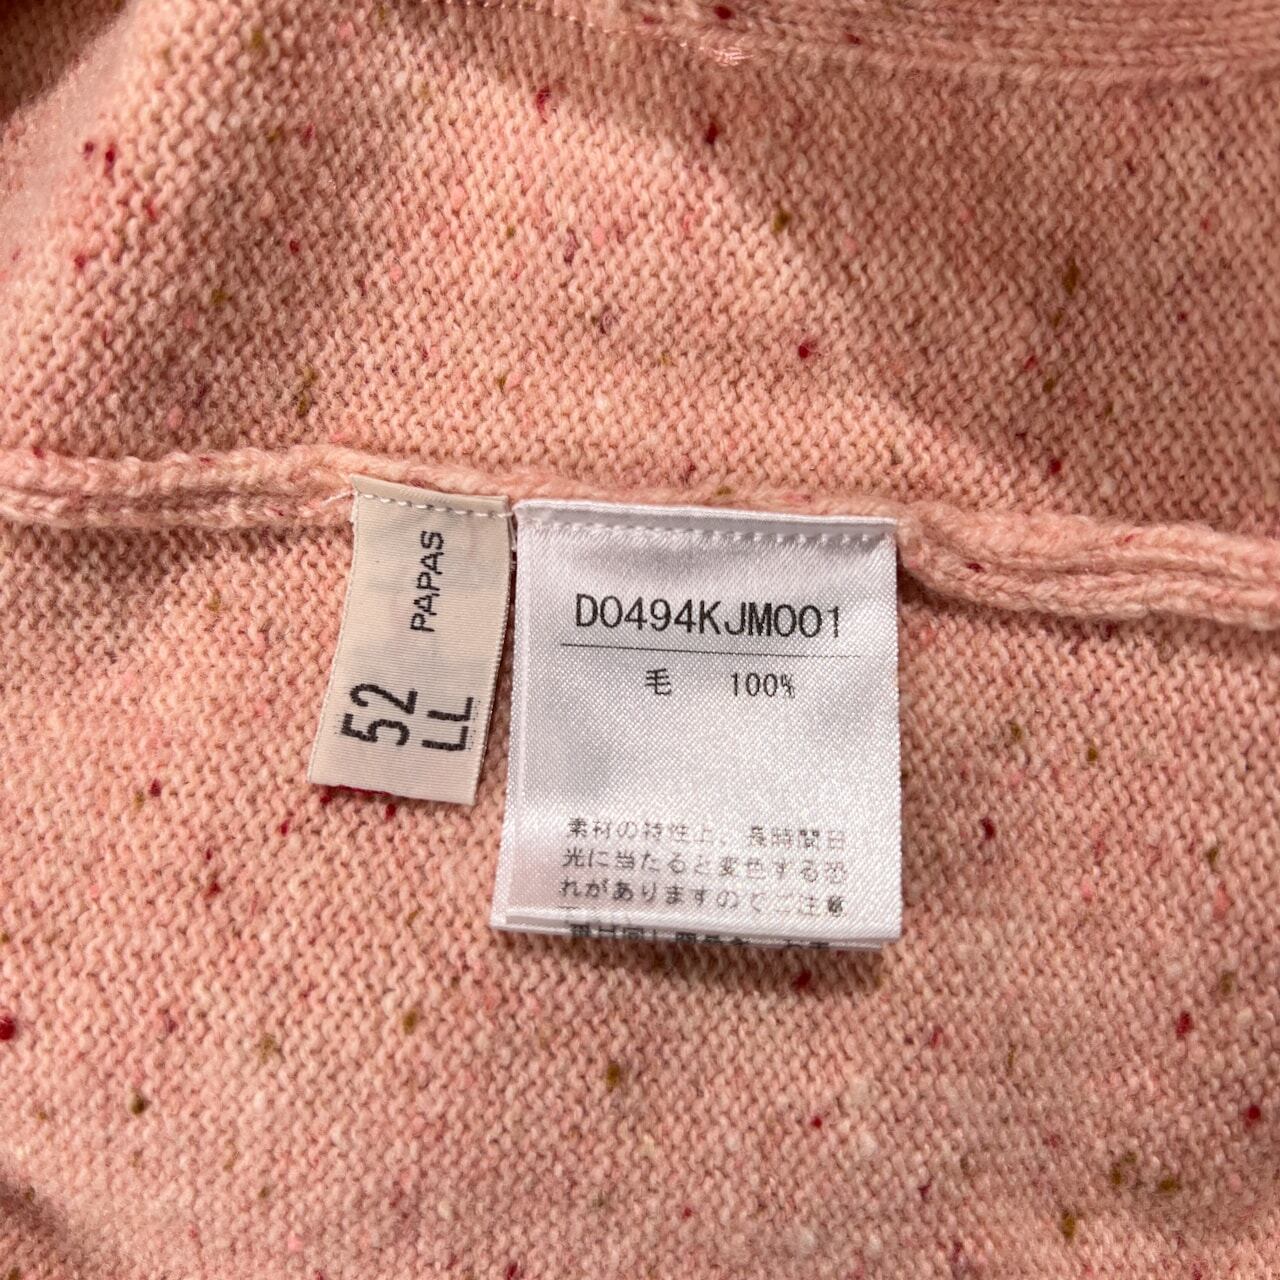 PAPAS
52
LL
D0494KJM001
毛 100%
素材の特性上、長時間日
光に当たると変色する恐
れがありますのでご注意